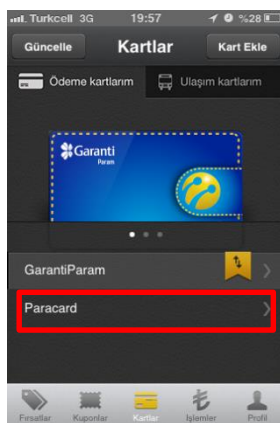 Turkcell 3G 19:57 %28
Güncelle Kartlar Kart Ekle
Ödeme kartlarım Ulaşım kartlarım
Garanti
Param
GarantiParam
Paracard
Fırsatlar Kuponlar Kartlar İşlemler Profil